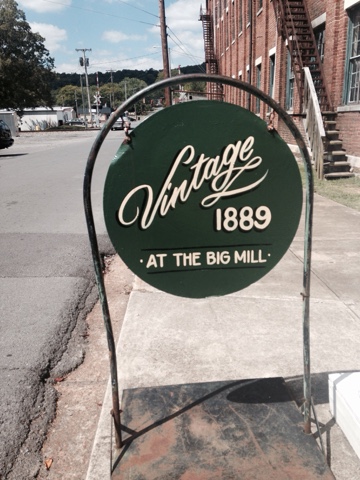 Vintage
1889
· AT THE BIG MILL ·